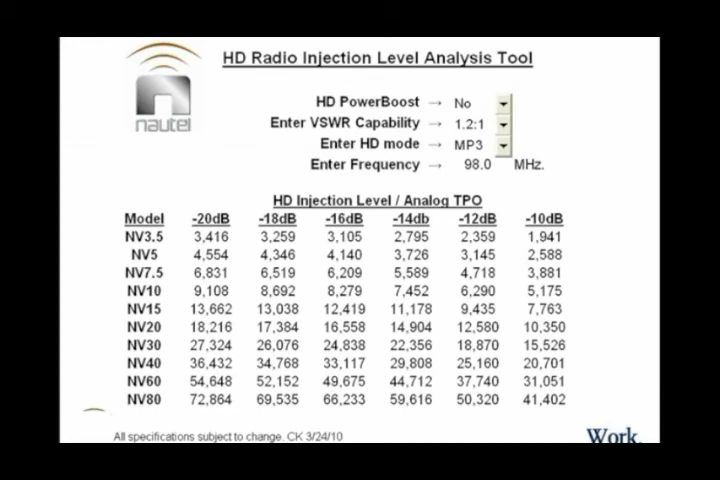 HD Radio Injection Level Analysis Tool
nautel
HD PowerBoost → No
Enter VSWR Capability → 1.2:1
Enter HD mode → MP3
Enter Frequency → 98.0 MHz.
HD Injection Level / Analog TPO
Model -20dB -18dB -16dB -14db -12dB -10dB
NV3.5 3,416 3,259 3,105 2,795 2,359 1,941
NV5 4,554 4,346 4,140 3,726 3,145 2,588
NV7.5 6,831 6,519 6,209 5,589 4,718 3,881
NV10 9,108 8,692 8,279 7,452 6,290 5,175
NV15 13,662 13,038 12,419 11,178 9,435 7,763
NV20 18,216 17,384 16,558 14,904 12,580 10,350
NV30 27,324 26,076 24,838 22,356 18,870 15,526
NV40 36,432 34,768 33,117 29,808 25,160 20,701
NV60 54,648 52,152 49,675 44,712 37,740 31,051
NV80 72,864 69,535 66,233 59,616 50,320 41,402
All specifications subject to change. CK 3/24/10
Work.